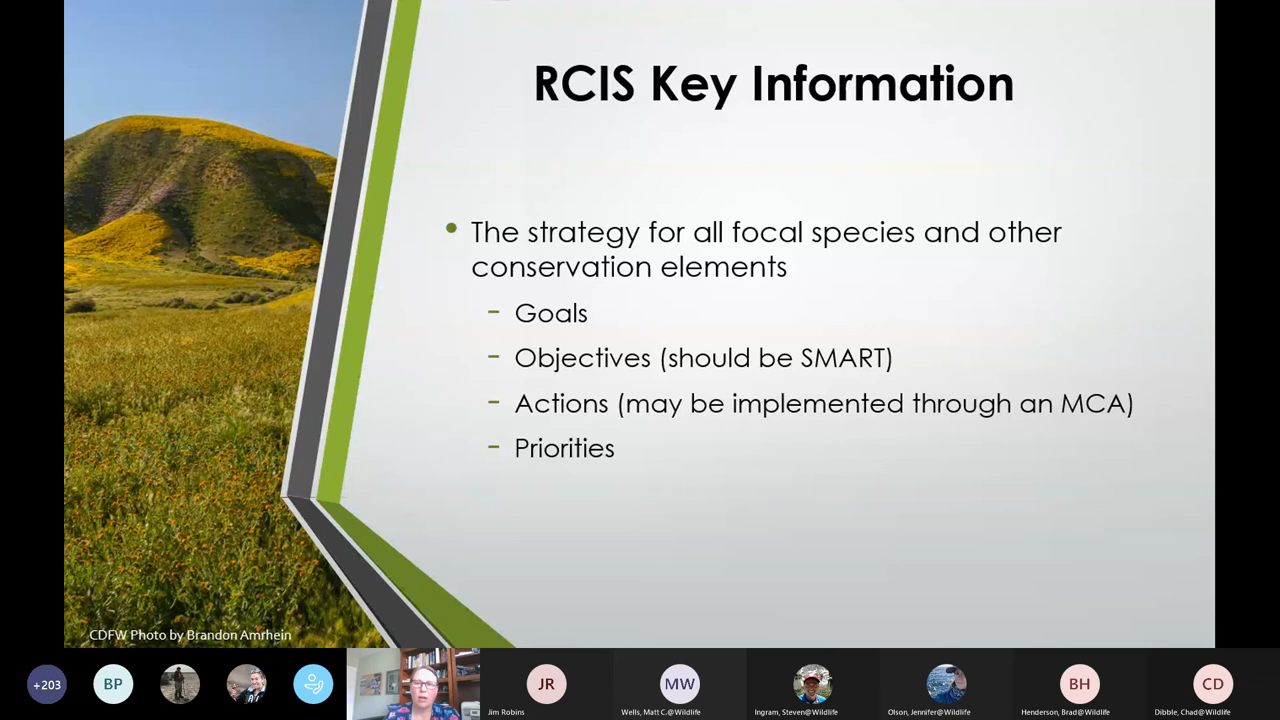 RCIS Key Information
• The strategy for all focal species and other
conservation elements
− Goals
− Objectives (should be SMART)
− Actions (may be implemented through an MCA)
− Priorities
CDFW Photo by Brandon Amrhein
+203
BP
JR
MW
BH
CD
Jim Robins
Wells, Matt C.@Wildlife
Ingram, Steven@Wildlife
Olson, Jennifer@Wildlife
Henderson, Brad@Wildlife
Dibble, Chad@Wildlife